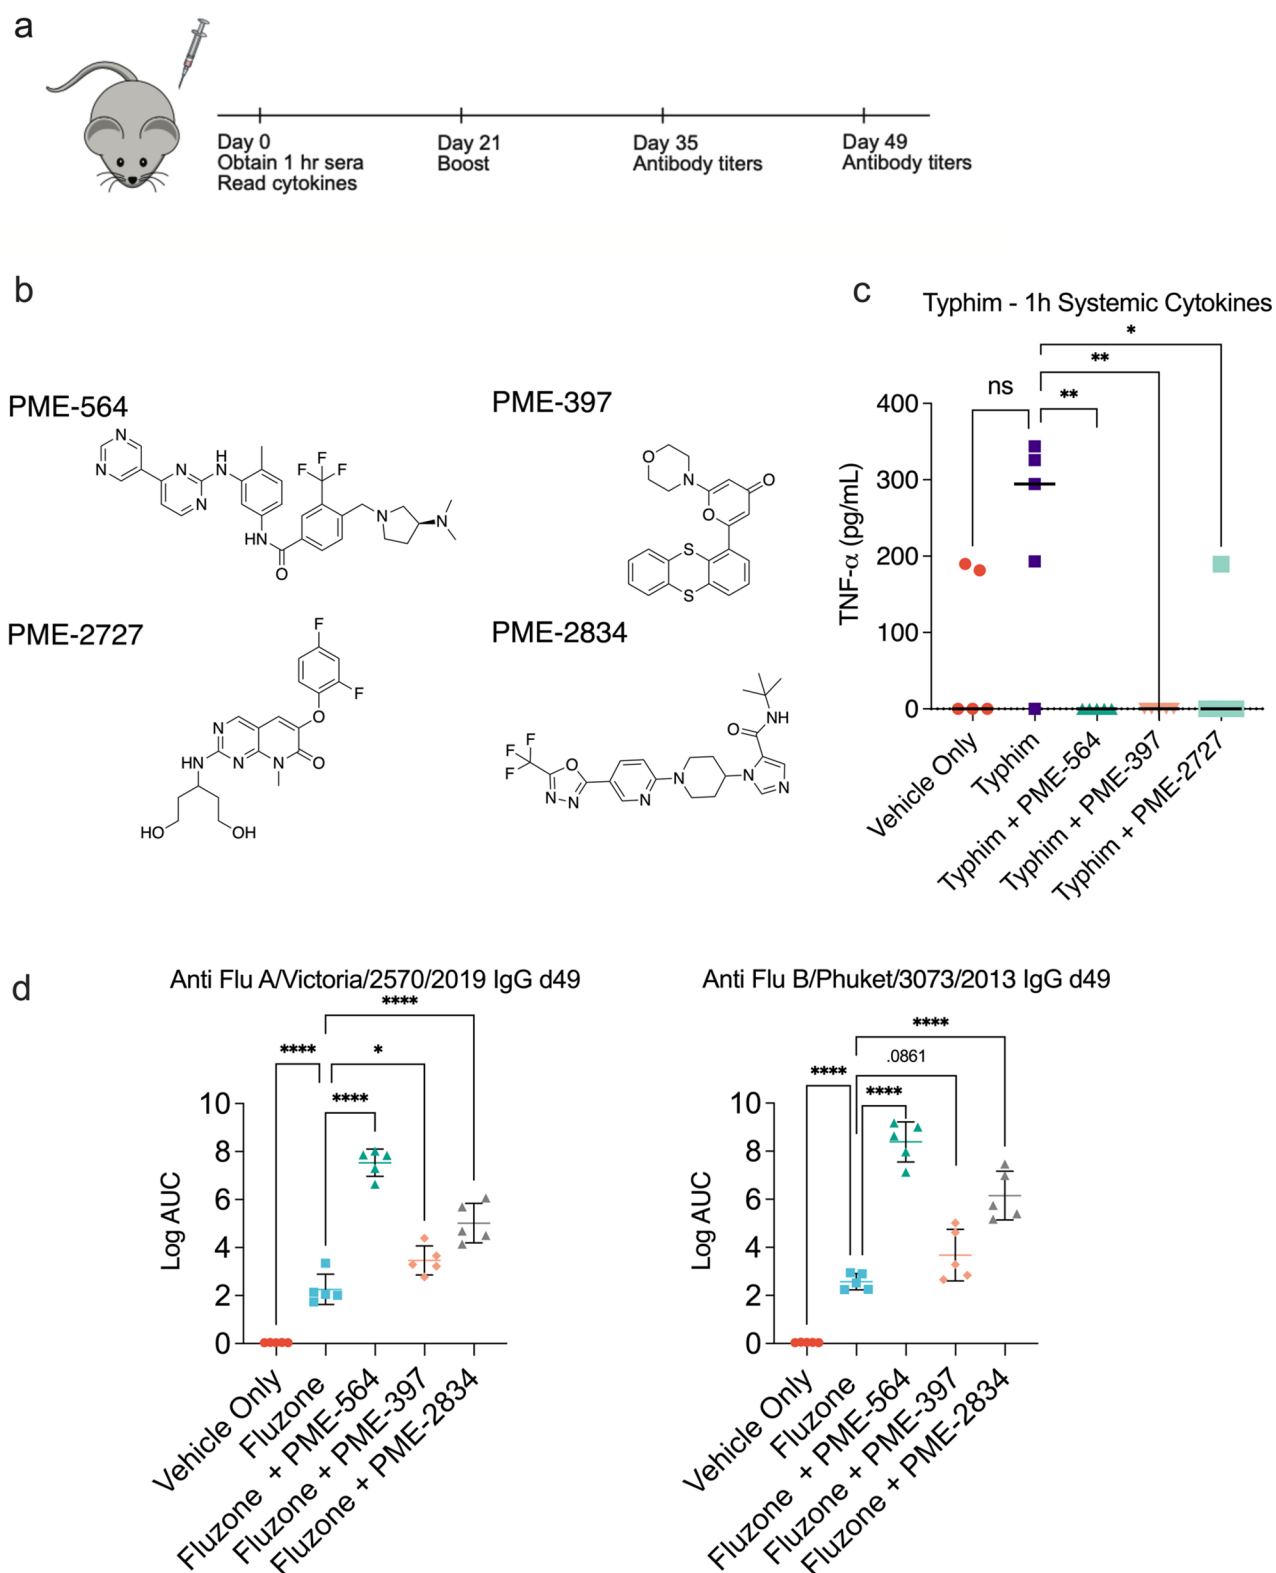 a
Day 0
Obtain 1 hr sera
Read cytokines
Day 21
Boost
Day 35
Antibody titers
Day 49
Antibody titers
b
PME-564
N
N
N
N
H
N
F
F
F
N
N
HN
O
PME-397
O
N
O
O
S
S
PME-2727
F
F
O
N
N
N
O
HN
HO
OH
PME-2834
F
F
F
O
N
N
N
N
O
NH
N
N
c
Typhim - 1h Systemic Cytokines
*
**
ns
**
TNF-α (pg/mL)
400
300
200
100
0
Vehicle Only
Typhim
Typhim + PME-564
Typhim + PME-397
Typhim + PME-2727
d
Anti Flu A/Victoria/2570/2019 IgG d49
****
****
*
****
Log AUC
10
8
6
4
2
0
Vehicle Only
Fluzone
Fluzone + PME-564
Fluzone + PME-397
Fluzone + PME-2834
Anti Flu B/Phuket/3073/2013 IgG d49
****
.0861
****
****
Log AUC
10
8
6
4
2
0
Vehicle Only
Fluzone
Fluzone + PME-564
Fluzone + PME-397
Fluzone + PME-2834